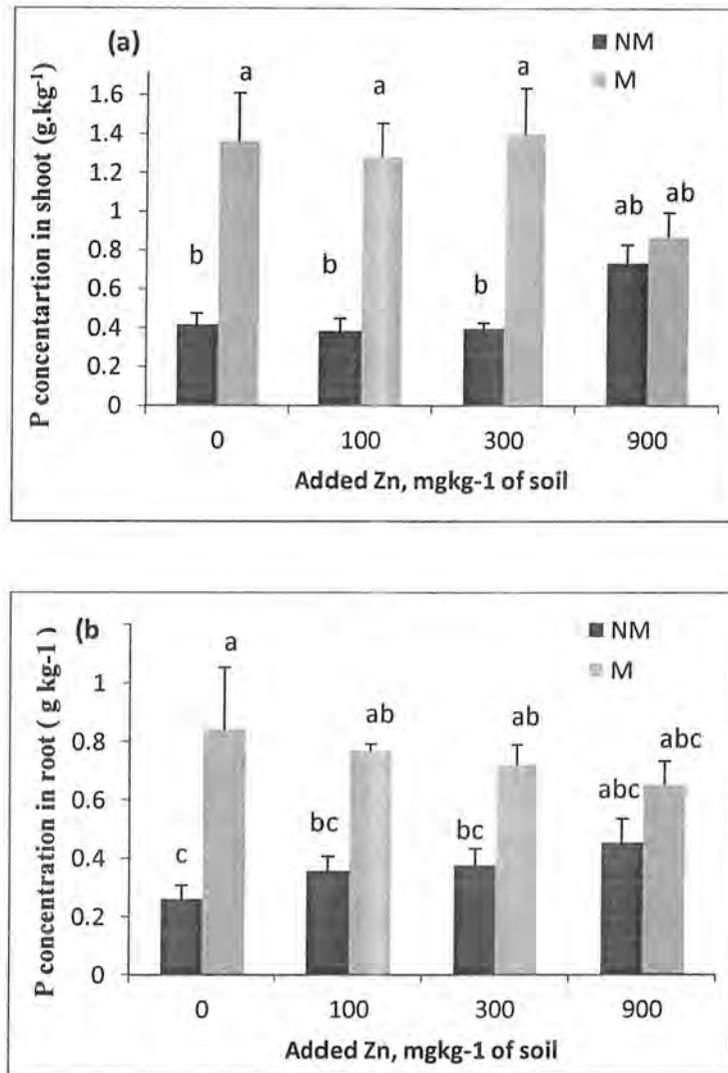 (a)
NM
M
P concentartion in shoot (g.kg-1)
1.6
1.4
1.2
1
0.8
0.6
0.4
0.2
0
b a b a b a ab ab
0 100 300 900
Added Zn, mgkg-1 of soil
(b
NM
M
P concentration in root ( g kg-1 )
1
0.8
0.6
0.4
0.2
0
c a bc ab bc ab abc abc
0 100 300 900
Added Zn, mgkg-1 of soil